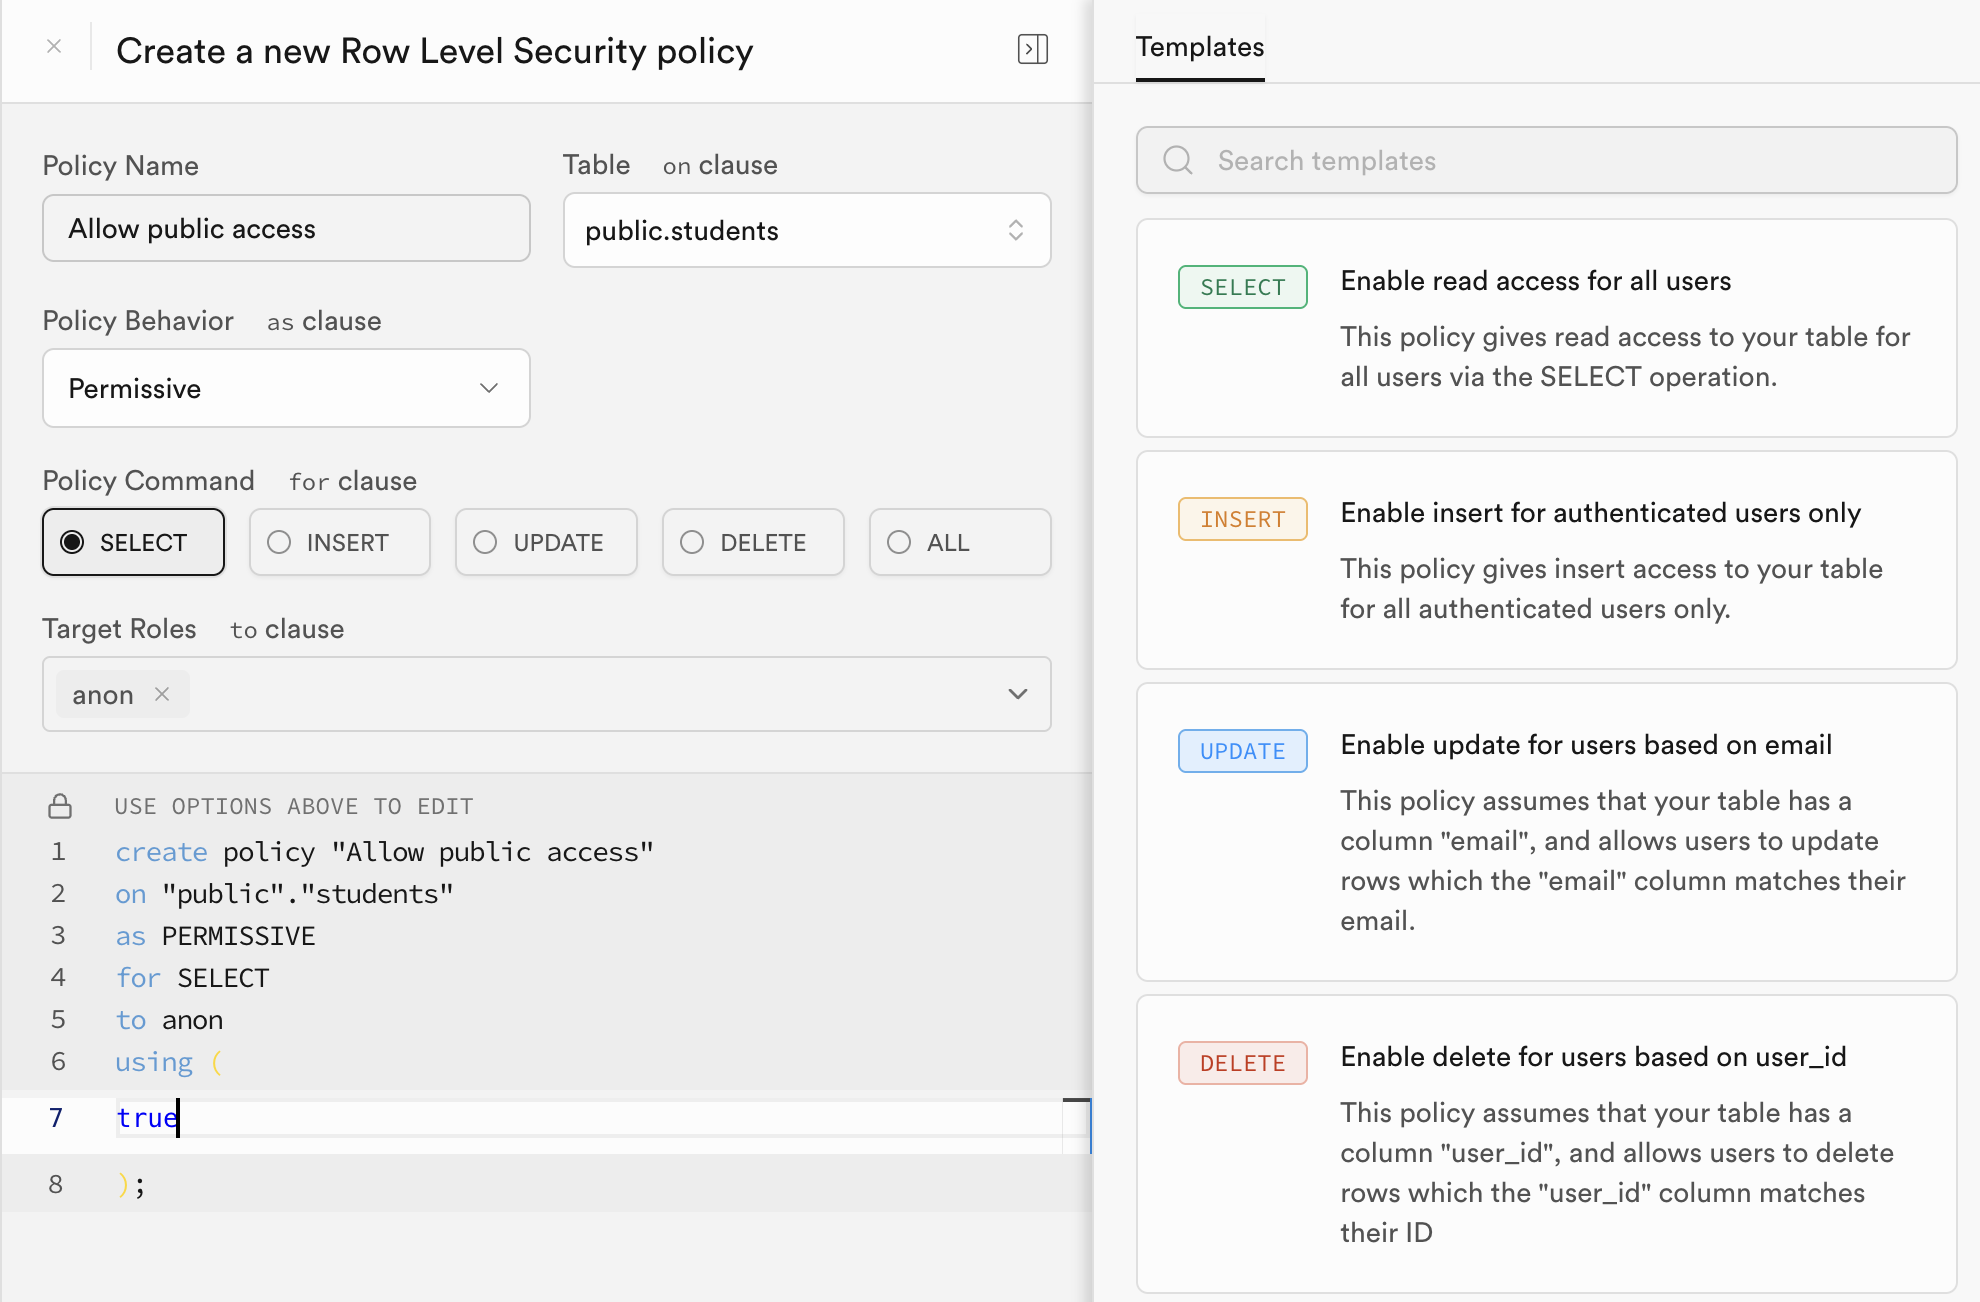 Create a new Row Level Security policy
Policy Name
Table on clause
Allow public access
public.students
Policy Behavior as clause
Permissive
Policy Command for clause
SELECT INSERT UPDATE DELETE ALL
Target Roles to clause
anon
USE OPTIONS ABOVE TO EDIT
1 create policy "Allow public access"
2 on "public"."students"
3 as PERMISSIVE
4 for SELECT
5 to anon
6 using (
7 true
8 );
Templates
Search templates
SELECT Enable read access for all users
This policy gives read access to your table for
all users via the SELECT operation.
INSERT Enable insert for authenticated users only
This policy gives insert access to your table
for all authenticated users only.
UPDATE Enable update for users based on email
This policy assumes that your table has a
column "email", and allows users to update
rows which the "email" column matches their
email.
DELETE Enable delete for users based on user_id
This policy assumes that your table has a
column "user_id", and allows users to delete
rows which the "user_id" column matches
their ID